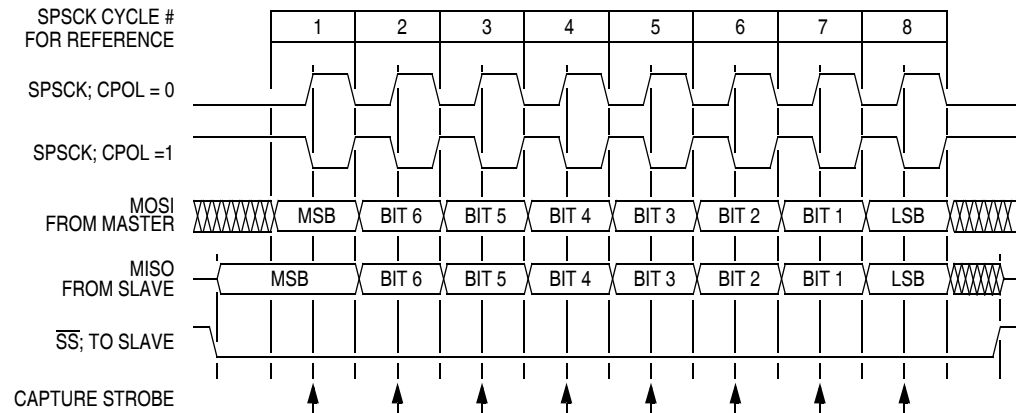 SPSCK CYCLE #
FOR REFERENCE
1 2 3 4 5 6 7 8
SPSCK; CPOL = 0
SPSCK; CPOL =1
MOSI
FROM MASTER
MSB BIT 6 BIT 5 BIT 4 BIT 3 BIT 2 BIT 1 LSB
MISO
FROM SLAVE
MSB BIT 6 BIT 5 BIT 4 BIT 3 BIT 2 BIT 1 LSB
SS; TO SLAVE
CAPTURE STROBE